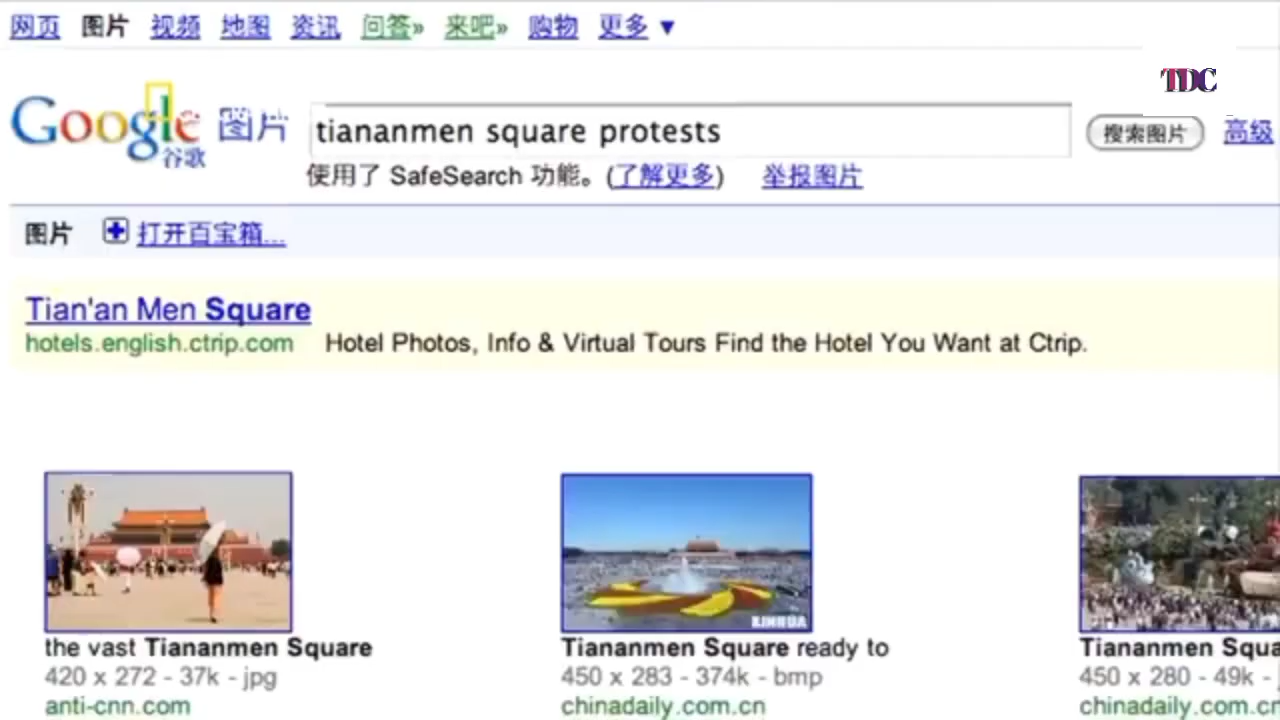 网页 图片 视频 地图 资讯 问答» 来吧» 购物 更多 ▼
TDC
Google 图片
谷歌
tiananmen square protests
搜索图片 高级
使用了 SafeSearch 功能。(了解更多) 举报图片
图片 打开百宝箱...
Tian'an Men Square
hotels.english.ctrip.com Hotel Photos, Info & Virtual Tours Find the Hotel You Want at Ctrip.
XINHUA
the vast Tiananmen Square Tiananmen Square ready to Tiananmen Squa
420 x 272 - 37k - jpg 450 x 283 - 374k - bmp 450 x 280 - 49k -
anti-cnn.com chinadaily.com.cn chinadaily.com.cn